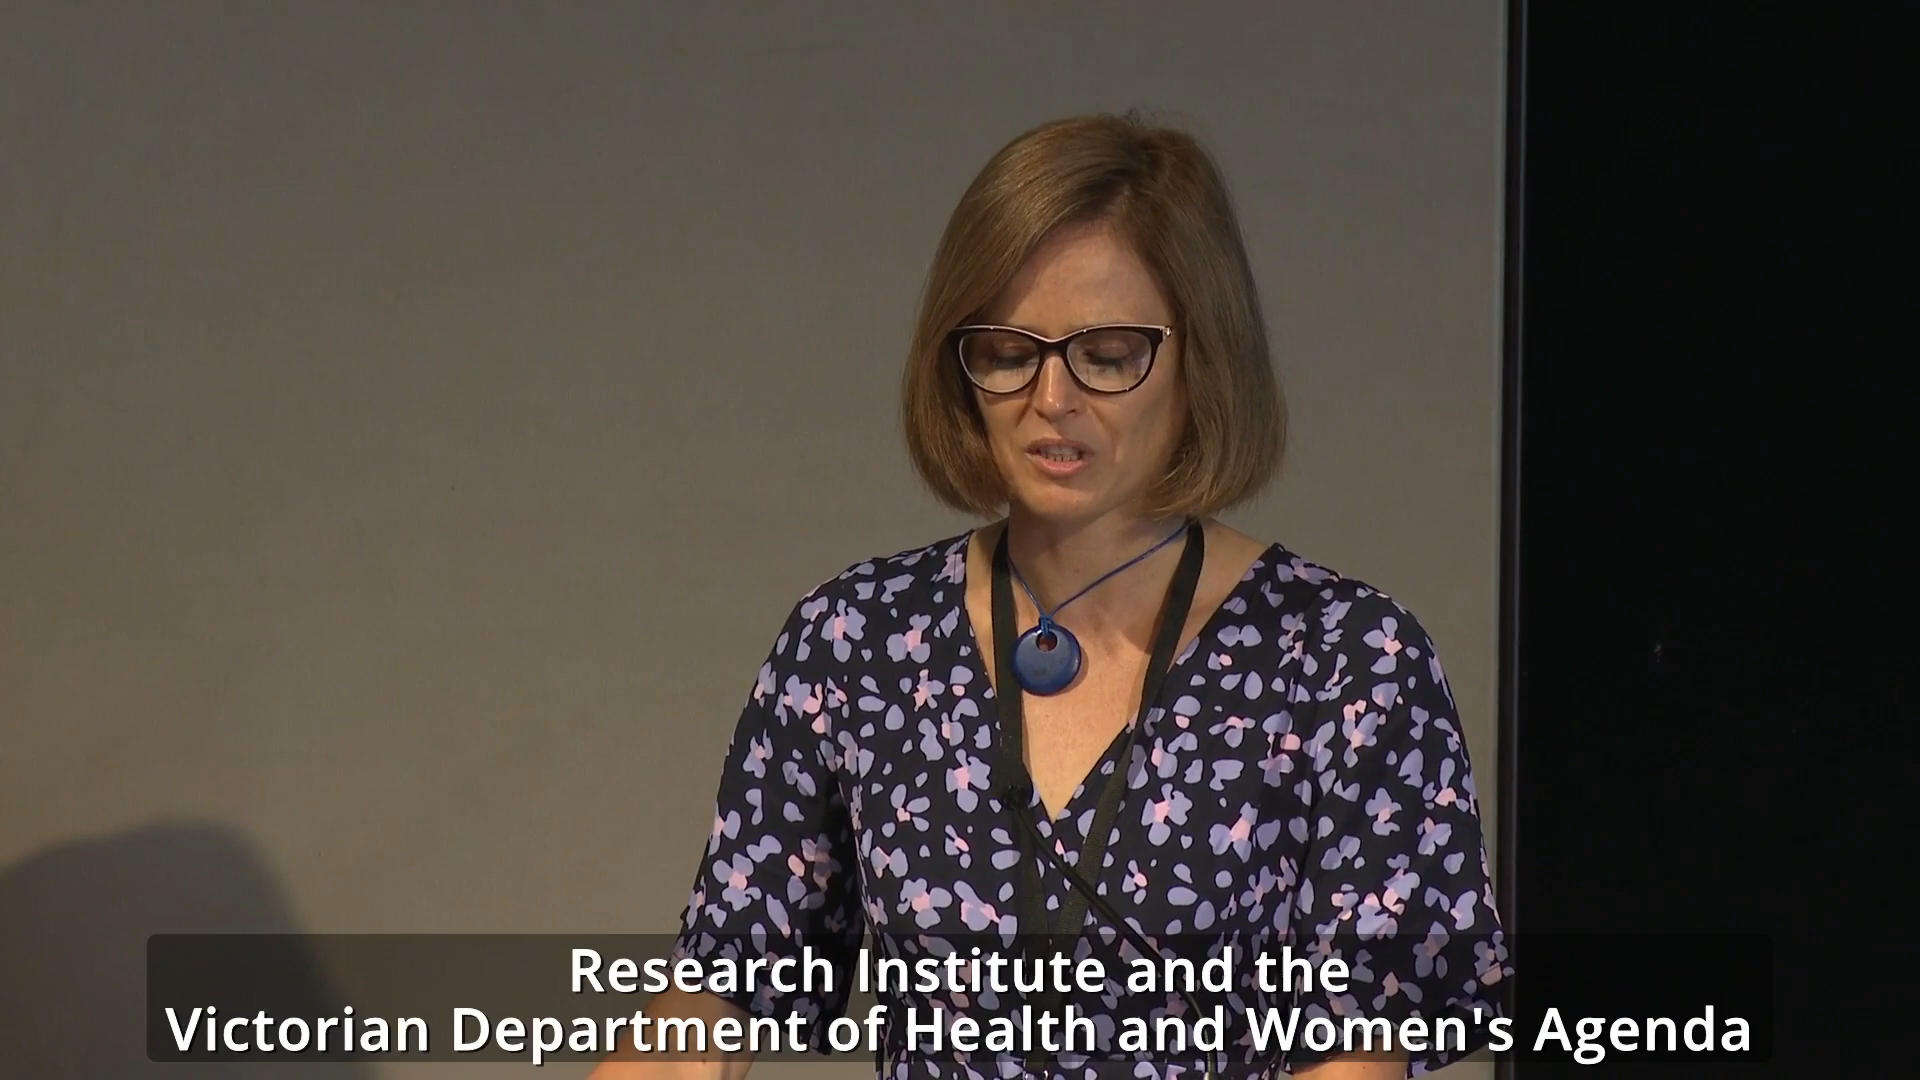 Research Institute and the
Victorian Department of Health and Women's Agenda